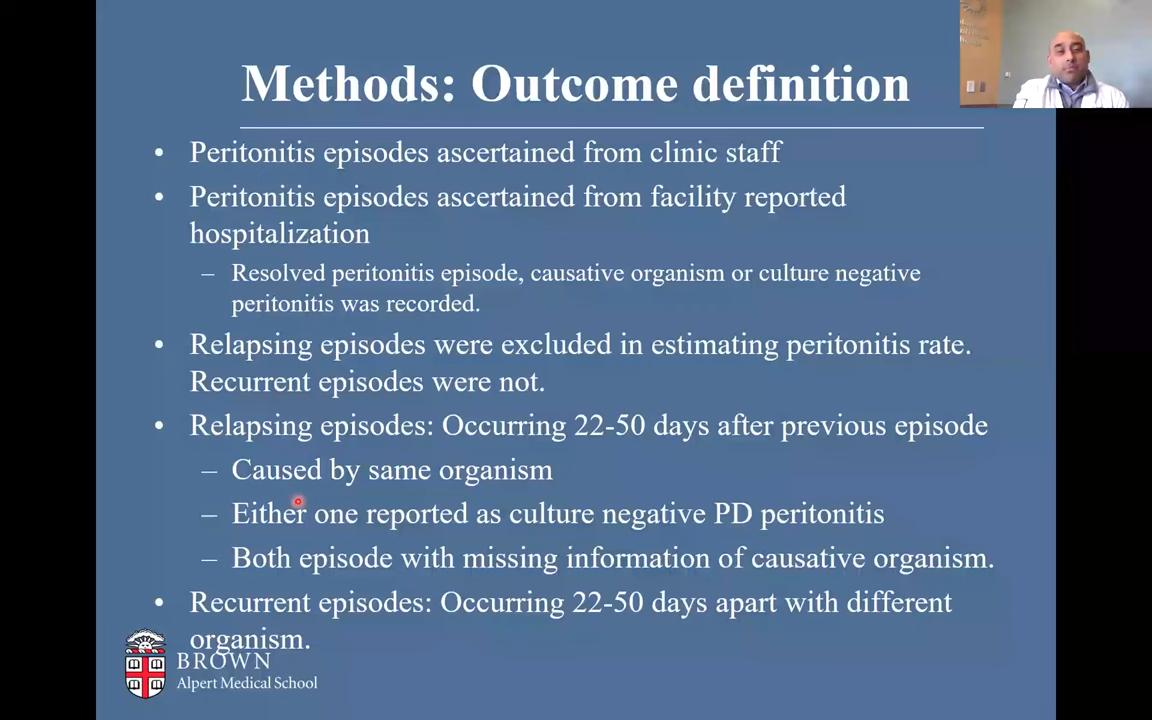 Methods: Outcome definition
• Peritonitis episodes ascertained from clinic staff
• Peritonitis episodes ascertained from facility reported
hospitalization
– Resolved peritonitis episode, causative organism or culture negative
peritonitis was recorded.
• Relapsing episodes were excluded in estimating peritonitis rate.
Recurrent episodes were not.
• Relapsing episodes: Occurring 22-50 days after previous episode
– Caused by same organism
– Either one reported as culture negative PD peritonitis
– Both episode with missing information of causative organism.
• Recurrent episodes: Occurring 22-50 days apart with different
organism.
BROWN
Alpert Medical School